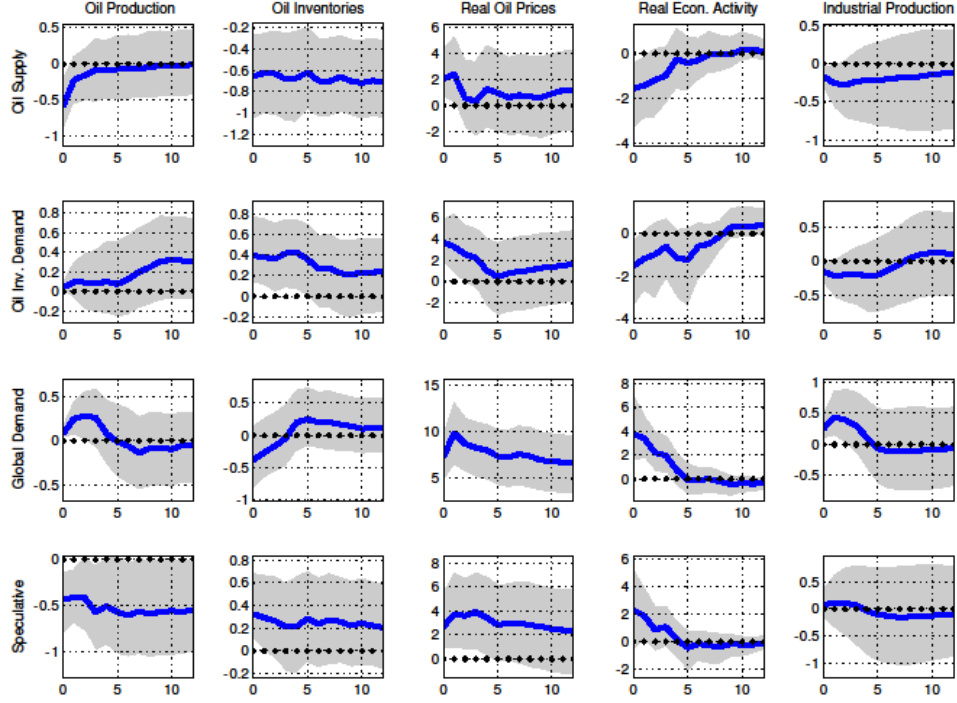 Oil Production Oil Inventories Real Oil Prices Real Econ. Activity Industrial Production
Oil Supply
0 -0.5 -1
0 5 10
-0.2 -0.4 -0.6 -0.8 -1 -1.2
0 5 10
6 4 2 0 -2
0 5 10
0 -2 -4
0 5 10
0.5 0 -0.5 -1
0 5 10
Oil Inv. Demand
0.8 0.6 0.4 0.2 0 -0.2
0 5 10
0.8 0.6 0.4 0.2 0 -0.2
0 5 10
6 4 2 0 -2
0 5 10
0 -2 -4
0 5 10
0.5 0 -0.5
0 5 10
Global Demand
0.5 0 -0.5
0 5 10
0.5 0 -0.5 -1
0 5 10
15 10 5
0 5 10
8 6 4 2 0
0 5 10
1 0.5 0 -0.5
0 5 10
Speculative
0 -0.5 -1
0 5 10
0.8 0.6 0.4 0.2 0 -0.2
0 5 10
8 6 4 2 0
0 5 10
6 4 2 0 -2
0 5 10
0.5 0 -0.5 -1
0 5 10